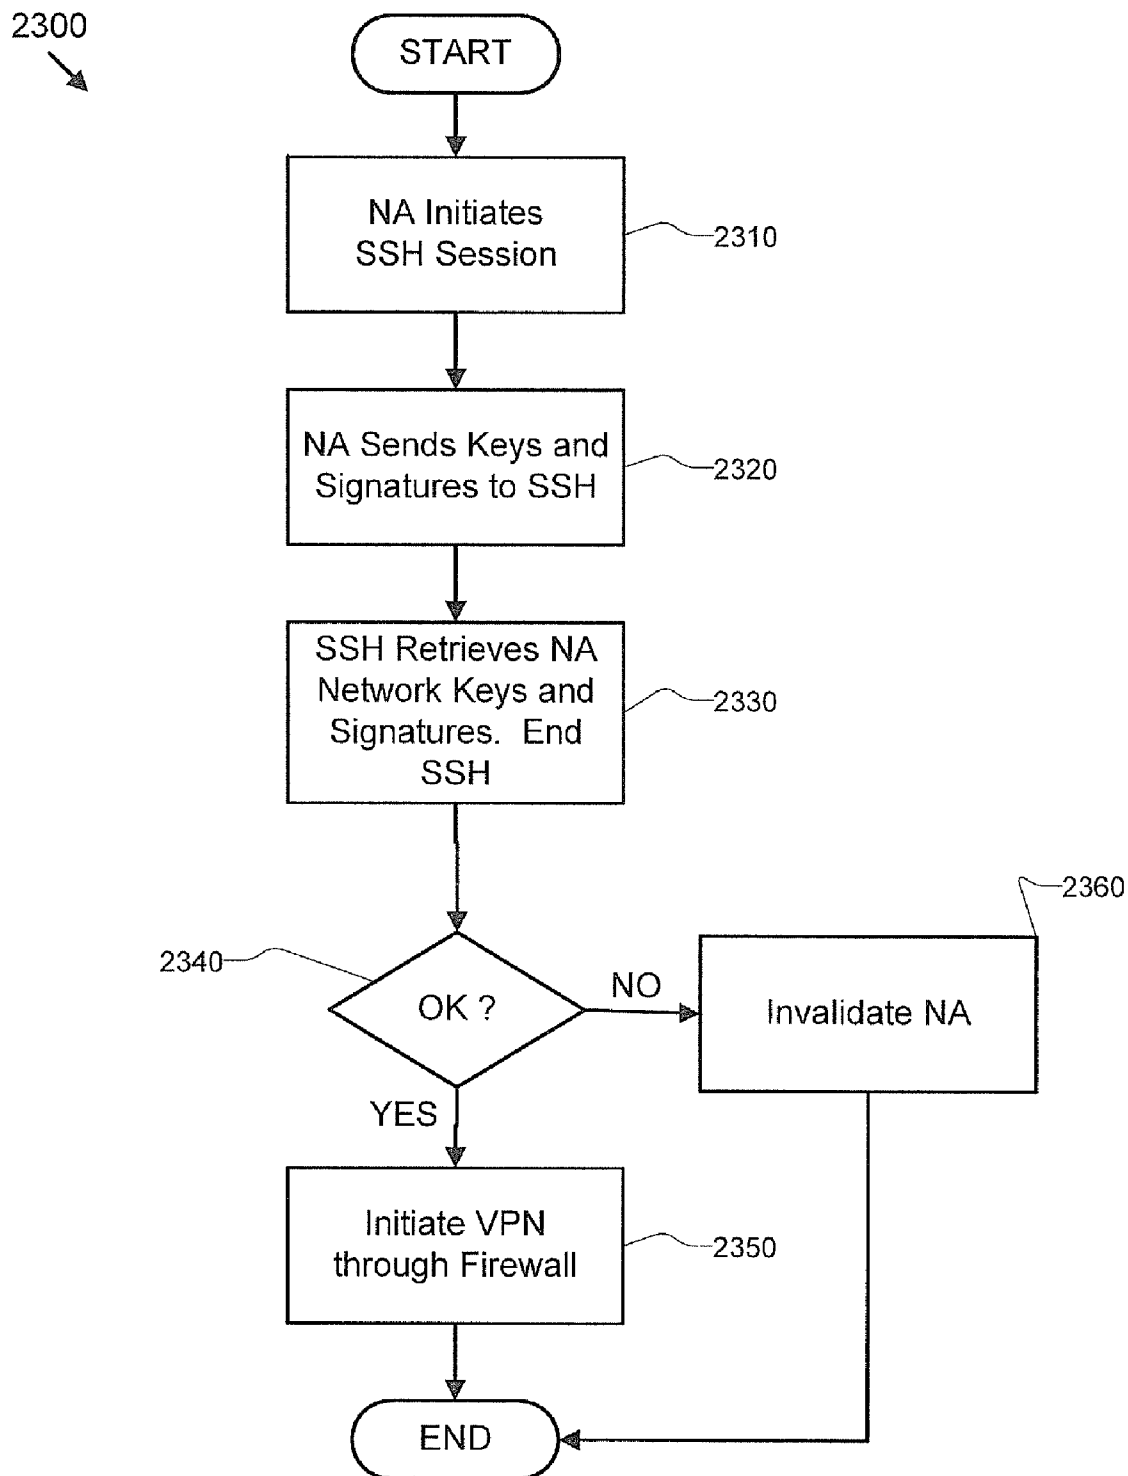 2300
START
NA Initiates
SSH Session
2310
NA Sends Keys and
Signatures to SSH
2320
SSH Retrieves NA
Network Keys and
Signatures. End
SSH
2330
2340
OK ?
NO
2360
Invalidate NA
YES
Initiate VPN
through Firewall
2350
END